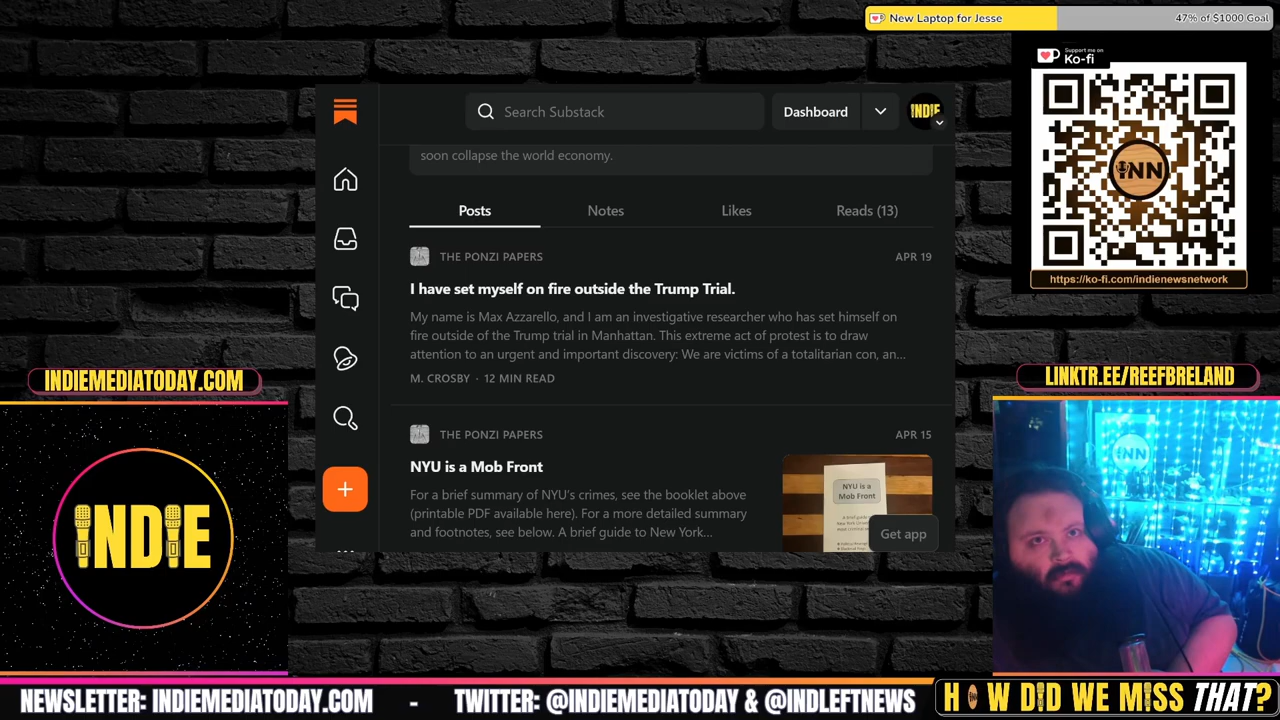 New Laptop for Jesse
47% of $1000 Goal
Support me on
Ko-fi
iNN
https://ko-fi.com/indienewsnetwork
Search Substack
Dashboard
INDIE
soon collapse the world economy.
Posts
Notes
Likes
Reads (13)
THE PONZI PAPERS
APR 19
I have set myself on fire outside the Trump Trial.
My name is Max Azzarello, and I am an investigative researcher who has set himself on
fire outside of the Trump trial in Manhattan. This extreme act of protest is to draw
attention to an urgent and important discovery: We are victims of a totalitarian con, an...
M. CROSBY · 12 MIN READ
THE PONZI PAPERS
APR 15
NYU is a Mob Front
For a brief summary of NYU's crimes, see the booklet above
(printable PDF available here). For a more detailed summary
and footnotes, see below. A brief guide to New York...
NYU is a
Mob Front
Get app
INDIEMEDIATODAY.COM
INDIE
LINKTR.EE/REEFBRELAND
iNN
NEWSLETTER: INDIEMEDIATODAY.COM - TWITTER: @INDIEMEDIATODAY & @INDLEFTNEWS
HOW DID WE MISS THAT?